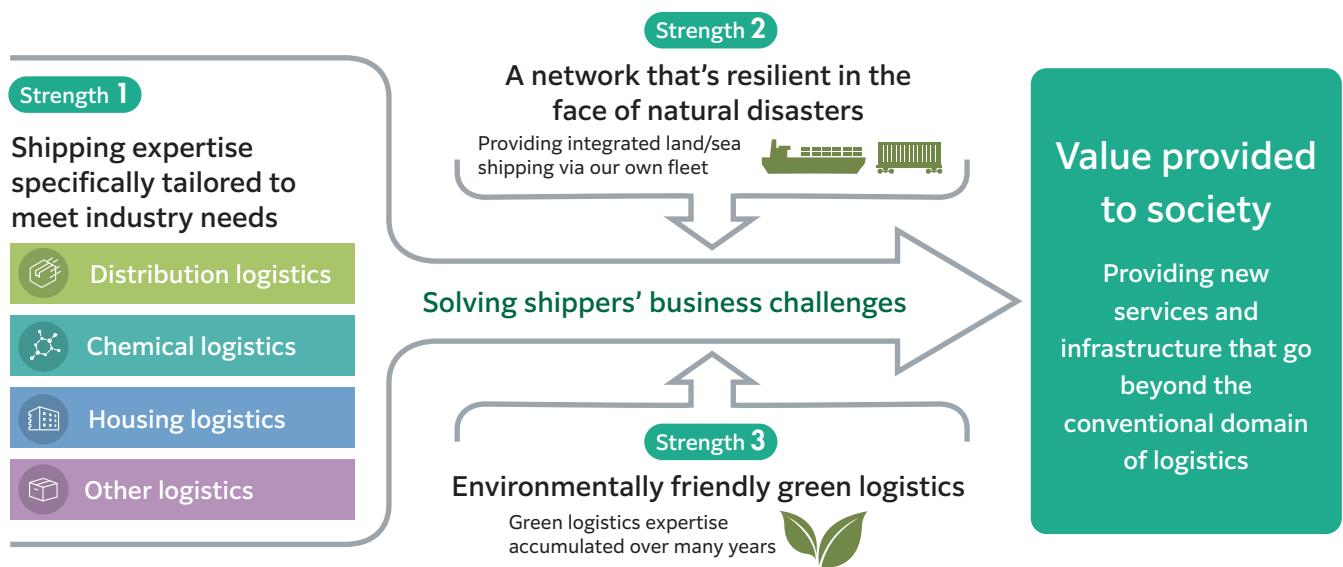 Strength 1
Shipping expertise
specifically tailored to
meet industry needs
Distribution logistics
Chemical logistics
Housing logistics
Other logistics
Strength 2
A network that's resilient in the
face of natural disasters
Providing integrated land/sea
shipping via our own fleet
Solving shippers' business challenges
Strength 3
Environmentally friendly green logistics
Green logistics expertise
accumulated over many years
Value provided
to society
Providing new
services and
infrastructure that go
beyond the
conventional domain
of logistics